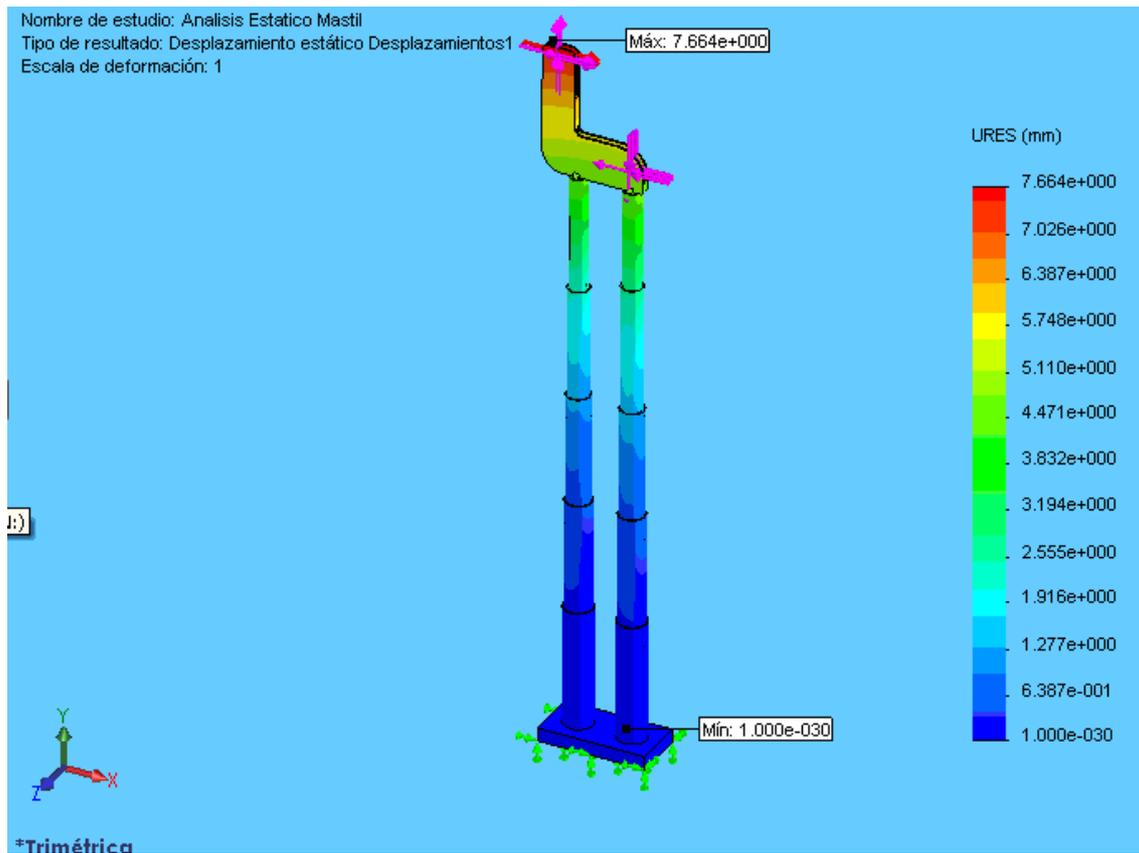 Nombre de estudio: Analisis Estatico Mastil
Tipo de resultado: Desplazamiento estático Desplazamientos1
Escala de deformación: 1
Máx: 7.664e+000
URES (mm)
7.664e+000
7.026e+000
6.387e+000
5.748e+000
5.110e+000
4.471e+000
3.832e+000
3.194e+000
2.555e+000
1.916e+000
1.277e+000
6.387e-001
1.000e-030
Mín: 1.000e-030
Y
X
Z
*Trimétrica